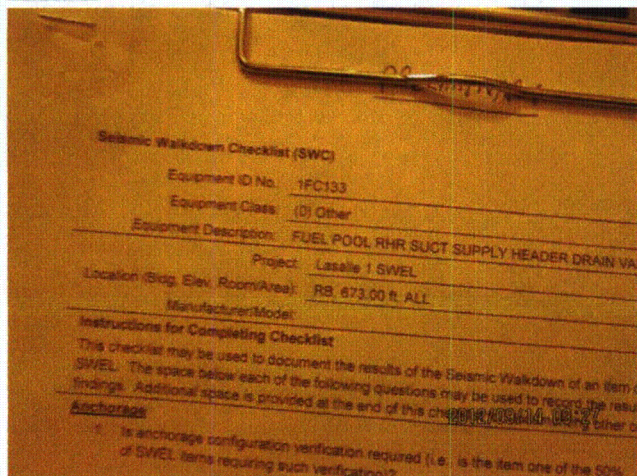 Seismic Walkdown Checklist (SWC)
Equipment ID No. 1FC133
Equipment Class: (0) Other
Equipment Description: FUEL POOL RHR SUCT SUPPLY HEADER DRAIN VA
Project: Lasalle 1 SWEL
Location (Bldg, Elev, Room/Area): RB, 673.00 ft, ALL
Manufacturer/Model:
Instructions for Completing Checklist
This checklist may be used to document the results of the Seismic Walkdown of an item
SWEL. The space below each of the following questions may be used to record the resu
findings. Additional space is provided at the end of this other
Anchorage
1. Is anchorage configuration verification required (i.e., is the item one of the 50%
of SWEL items requiring such verification)?